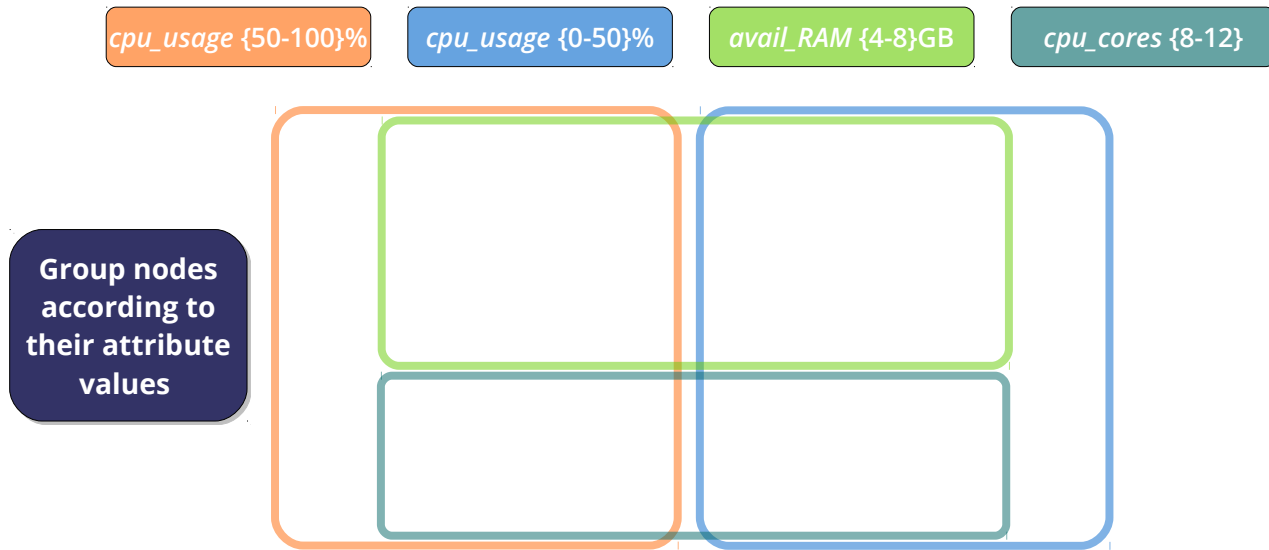 cpu_usage {50-100}%
cpu_usage {0-50}%
avail_RAM {4-8}GB
cpu_cores {8-12}
Group nodes
according to
their attribute
values